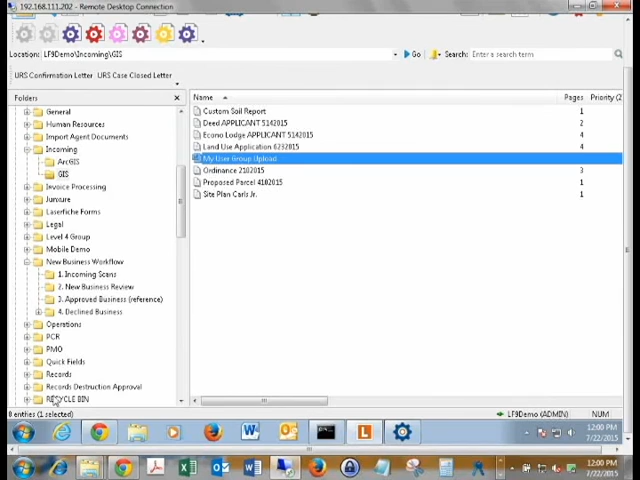 192.168.111.202 - Remote Desktop Connection
Location: LF9Demo\Incoming\GIS
Go
Search: Enter a search term
URS Confirmation Letter URS Case Closed Letter
Folders
Name
Pages
Priority (2
General
Human Resources
Import Agent Documents
Incoming
ArcGIS
GIS
Invoice Processing
Junxure
Laserfiche Forms
Legal
Level 4 Group
Mobile Demo
New Business Workflow
1. Incoming Scans
2. New Business Review
3. Approved Business (reference)
4. Declined Business
Operations
PCR
PMO
Quick Fields
Records
Records Destruction Approval
RECYCLE BIN
Custom Soil Report 1
Deed APPLICANT 5142015 2
Econo Lodge APPLICANT 5142015 4
Land Use Application 6232015 4
My User Group Upload
Ordinance 2102015 3
Proposed Parcel 4102015 1
Site Plan Carls Jr. 1
8 entries (1 selected)
LF9Demo (ADMIN)
NUM
12:00 PM
7/22/2015
12:00 PM
7/22/2015